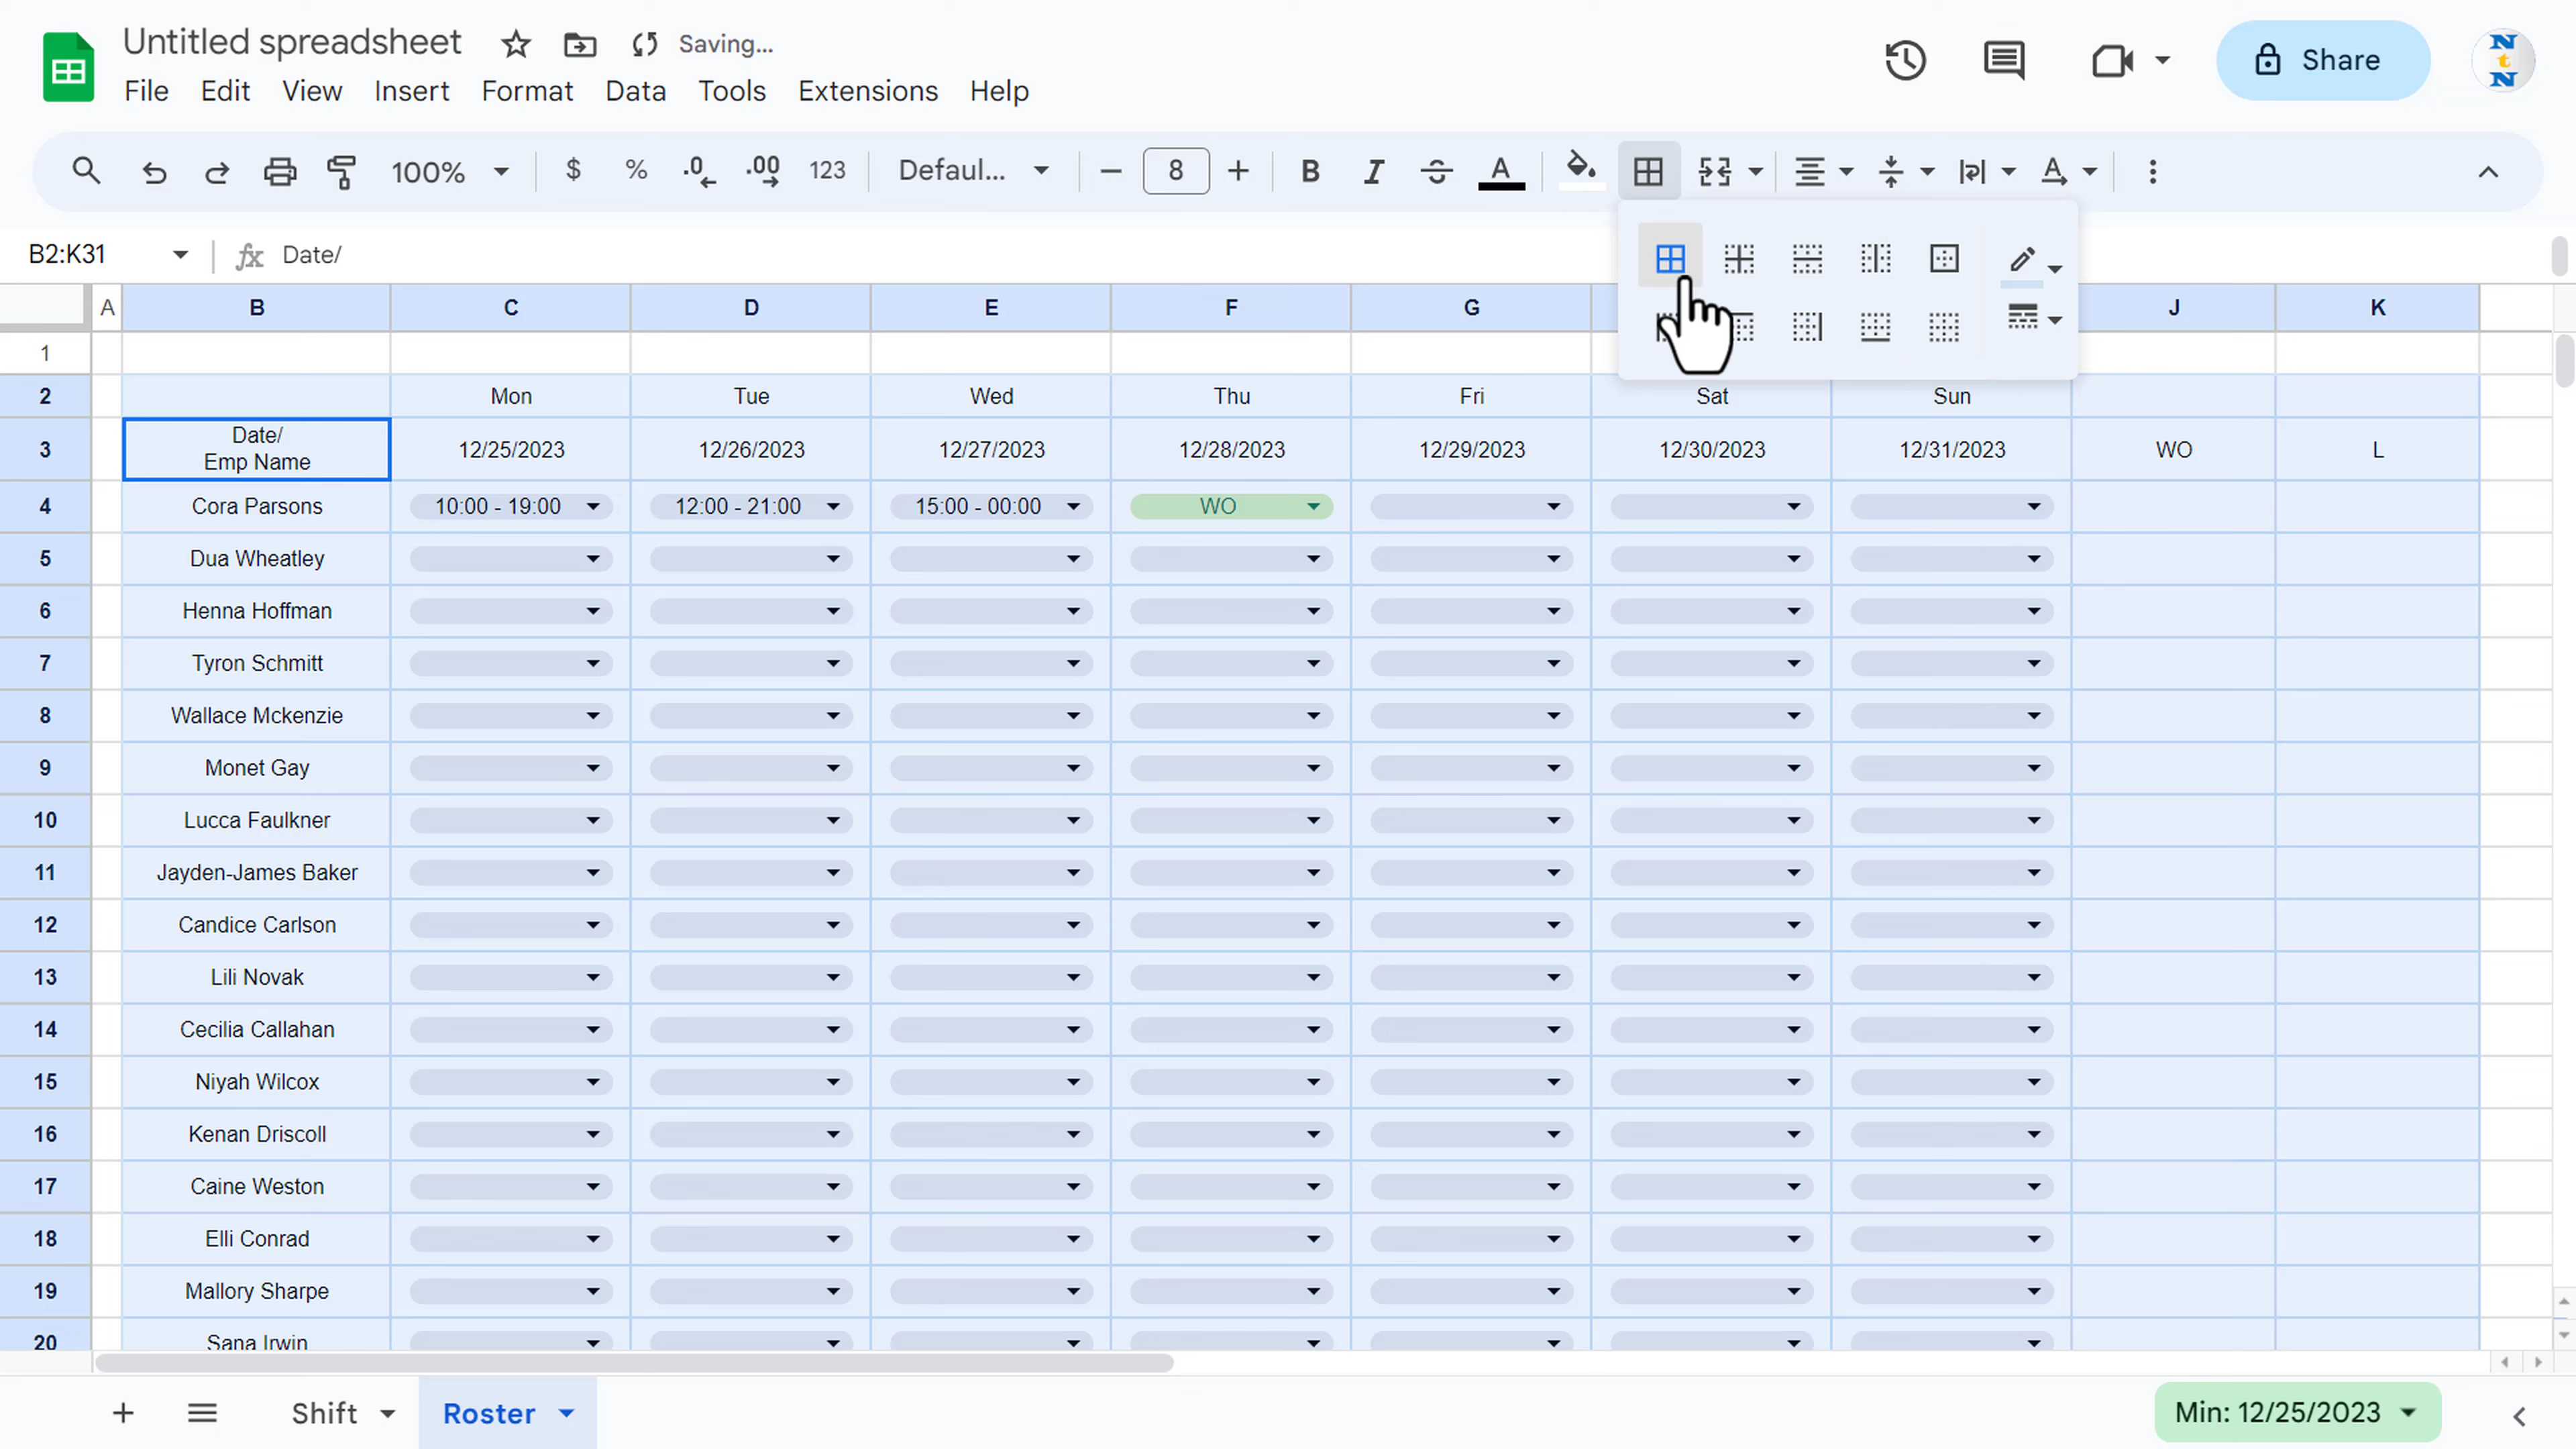 Untitled spreadsheet Saving...
File Edit View Insert Format Data Tools Extensions Help
Share
NtN
100% $ % .0 .00 123 Defaul... 8 B I S A A
B2:K31 fx Date/
A B C D E F G J K
1
2 Mon Tue Wed Thu Fri Sat Sun
3 Date/
Emp Name 12/25/2023 12/26/2023 12/27/2023 12/28/2023 12/29/2023 12/30/2023 12/31/2023 WO L
4 Cora Parsons 10:00 - 19:00 12:00 - 21:00 15:00 - 00:00 WO
5 Dua Wheatley
6 Henna Hoffman
7 Tyron Schmitt
8 Wallace Mckenzie
9 Monet Gay
10 Lucca Faulkner
11 Jayden-James Baker
12 Candice Carlson
13 Lili Novak
14 Cecilia Callahan
15 Niyah Wilcox
16 Kenan Driscoll
17 Caine Weston
18 Elli Conrad
19 Mallory Sharpe
20 Sana Irwin
Shift Roster Min: 12/25/2023